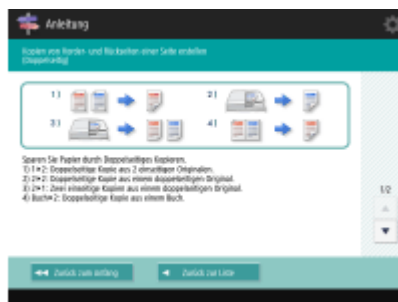 Anleitung
Kopien von Vorder- und Rückseiten einer Seite erstellen
(Doppelseitig)
1) 2)
3) 4)
Sparen Sie Papier durch Doppelseitiges Kopieren.
1) 1►2: Doppelseitige Kopie aus 2 einseitigen Originalen.
2) 2►2: Doppelseitige Kopie aus einem doppelseitigen Original.
3) 2►1: Zwei einseitige Kopien aus einem doppelseitigen Original.
4) Buch►2: Doppelseitige Kopie aus einem Buch.
1/2
Zurück zum Anfang Zurück zur Liste